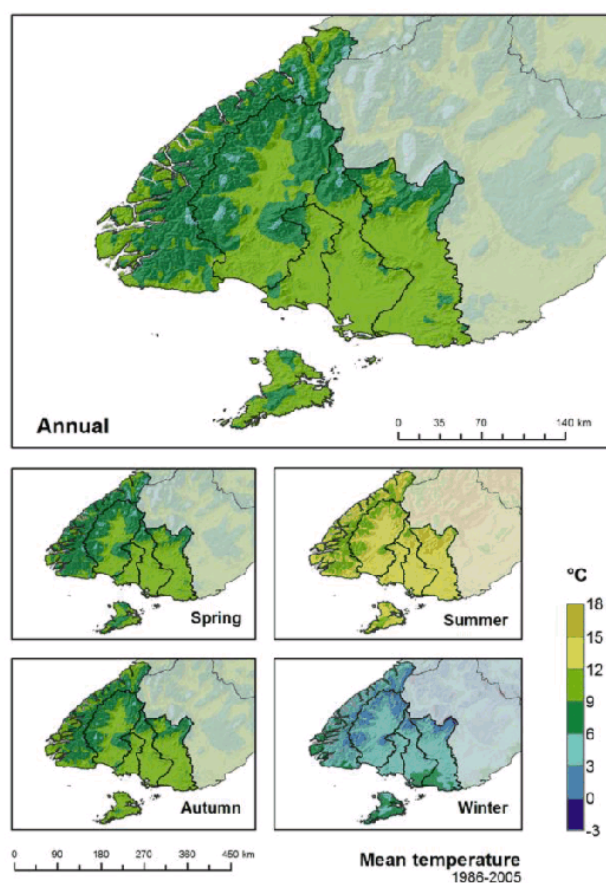 Annual
0 35 70 140 km
Spring
Summer
Autumn
Winter
°C
18
15
12
9
6
3
0
-3
0 90 180 270 360 450 km
Mean temperature
1986-2005